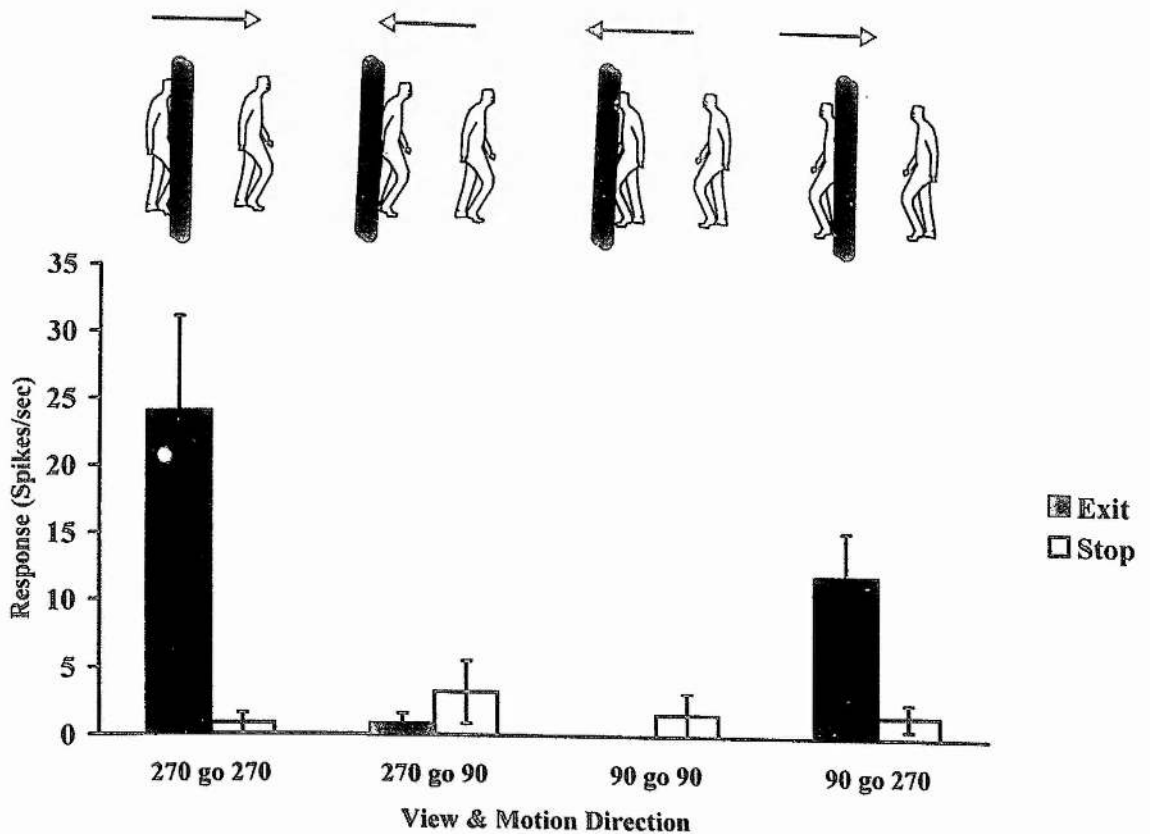 35
30
25
20
15
10
5
0
Response (Spikes/sec)
Exit
Stop
270 go 270
270 go 90
90 go 90
90 go 270
View & Motion Direction